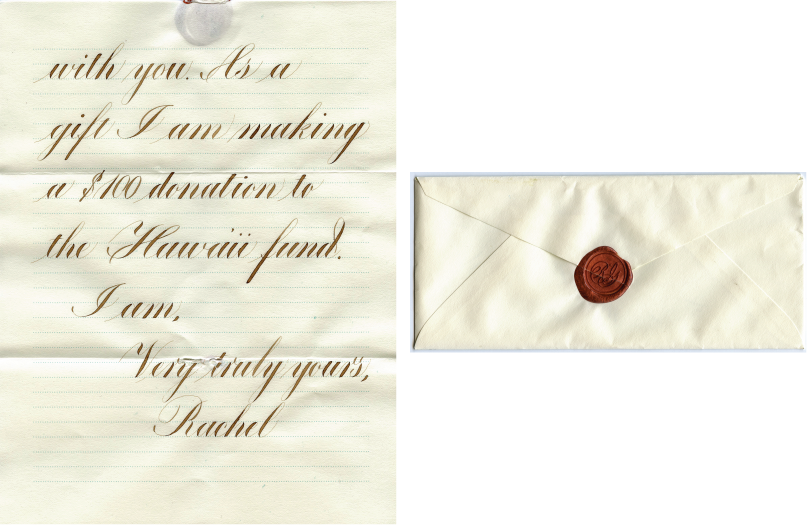 with you. As a
gift I am making
a $100 donation to
the Hawaii fund.
I am,
Very truly yours,
Rachel